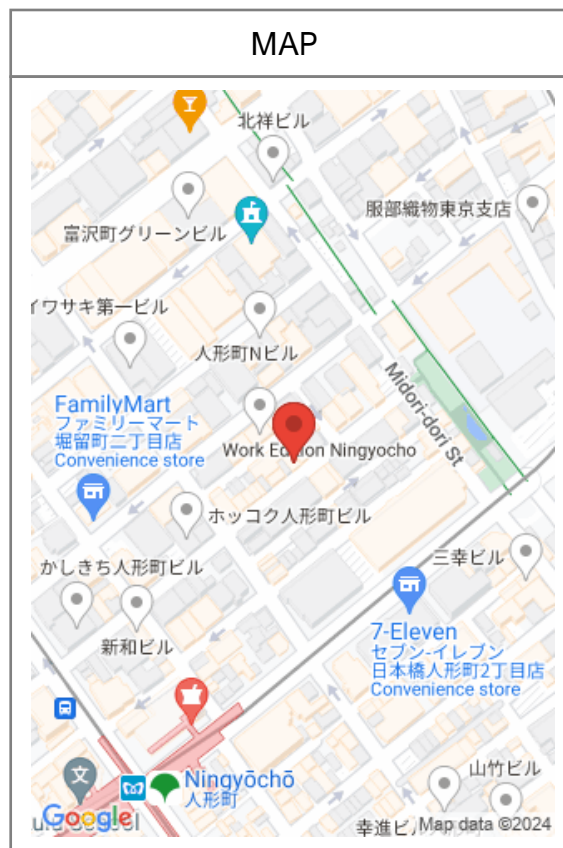 MAP
北祥ビル
服部織物東京支店
富沢町グリーンビル
イワサキ第一ビル
人形町Nビル
Midori-dori St
FamilyMart
ファミリーマート
堀留町二丁目店
Convenience store
Work Edition Ningyocho
ホッコク人形町ビル
三幸ビル
かしきち人形町ビル
新和ビル
7-Eleven
セブン-イレブン
日本橋人形町2丁目店
Convenience store
文
Ningyōchō
人形町
山竹ビル
Google
幸進ビル
Map data ©2024